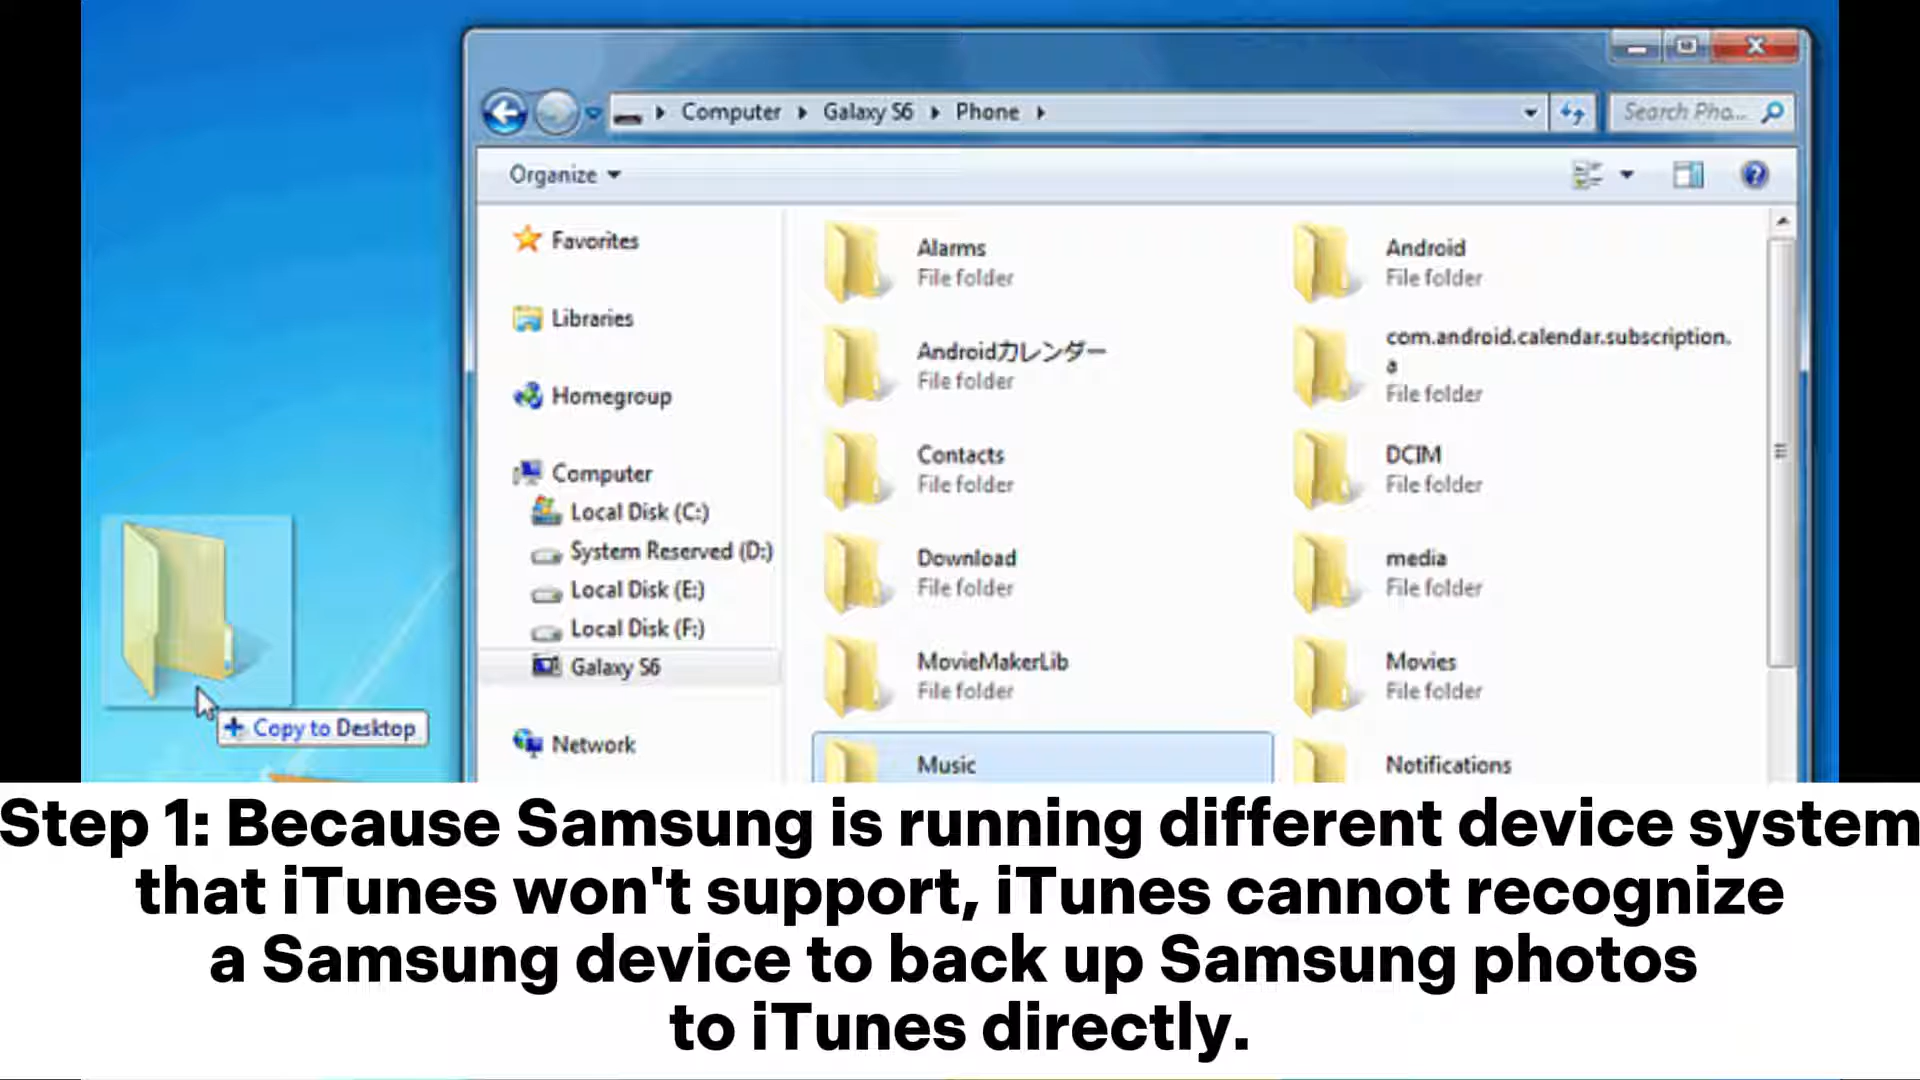 Computer Galaxy S6 Phone
Search Pho...
Organize
Favorites
Libraries
Homegroup
Computer
Local Disk (C:)
System Reserved (D:)
Local Disk (E:)
Local Disk (F:)
Galaxy S6
Network
Alarms
File folder
Android
File folder
Androidカレンダー
File folder
com.android.calendar.subscription.
a
File folder
Contacts
File folder
DCIM
File folder
Download
File folder
media
File folder
MovieMakerLib
File folder
Movies
File folder
Music
Notifications
Copy to Desktop
Step 1: Because Samsung is running different device system
that iTunes won't support, iTunes cannot recognize
a Samsung device to back up Samsung photos
to iTunes directly.